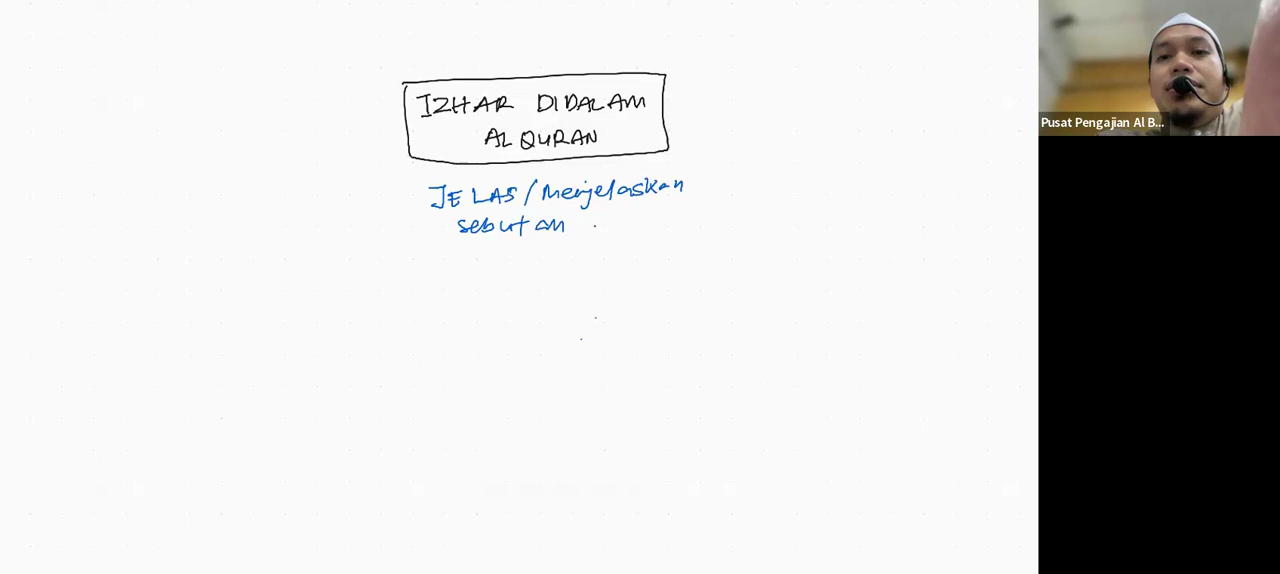 IZHAR DIDALAM
AL QURAN
JELAS/Menjelaskan
sebutan
Pusat Pengajian Al B...